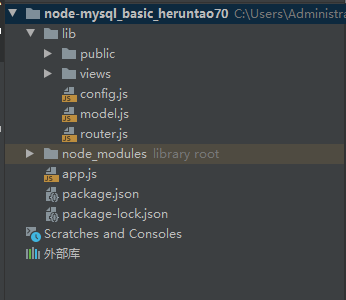 node-mysql_basic_heruntao70 C:\Users\Administra
lib
public
views
config.js
model.js
router.js
node_modules library root
app.js
package.json
package-lock.json
Scratches and Consoles
外部库